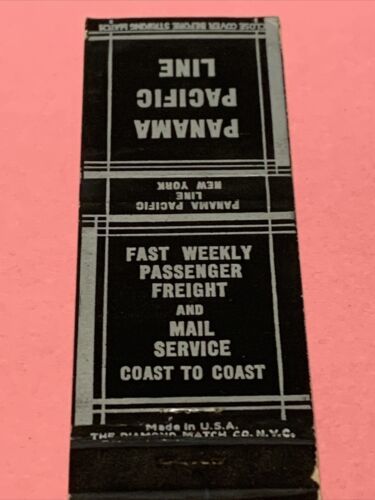 CLOSE COVER BEFORE STRIKING MATCH
PANAMA
PACIFIC
LINE
PANAMA PACIFIC
LINE
NEW YORK
FAST WEEKLY
PASSENGER
FREIGHT
AND
MAIL
SERVICE
COAST TO COAST
Made in U.S.A.
THE DIAMOND MATCH CO. N.Y.C.